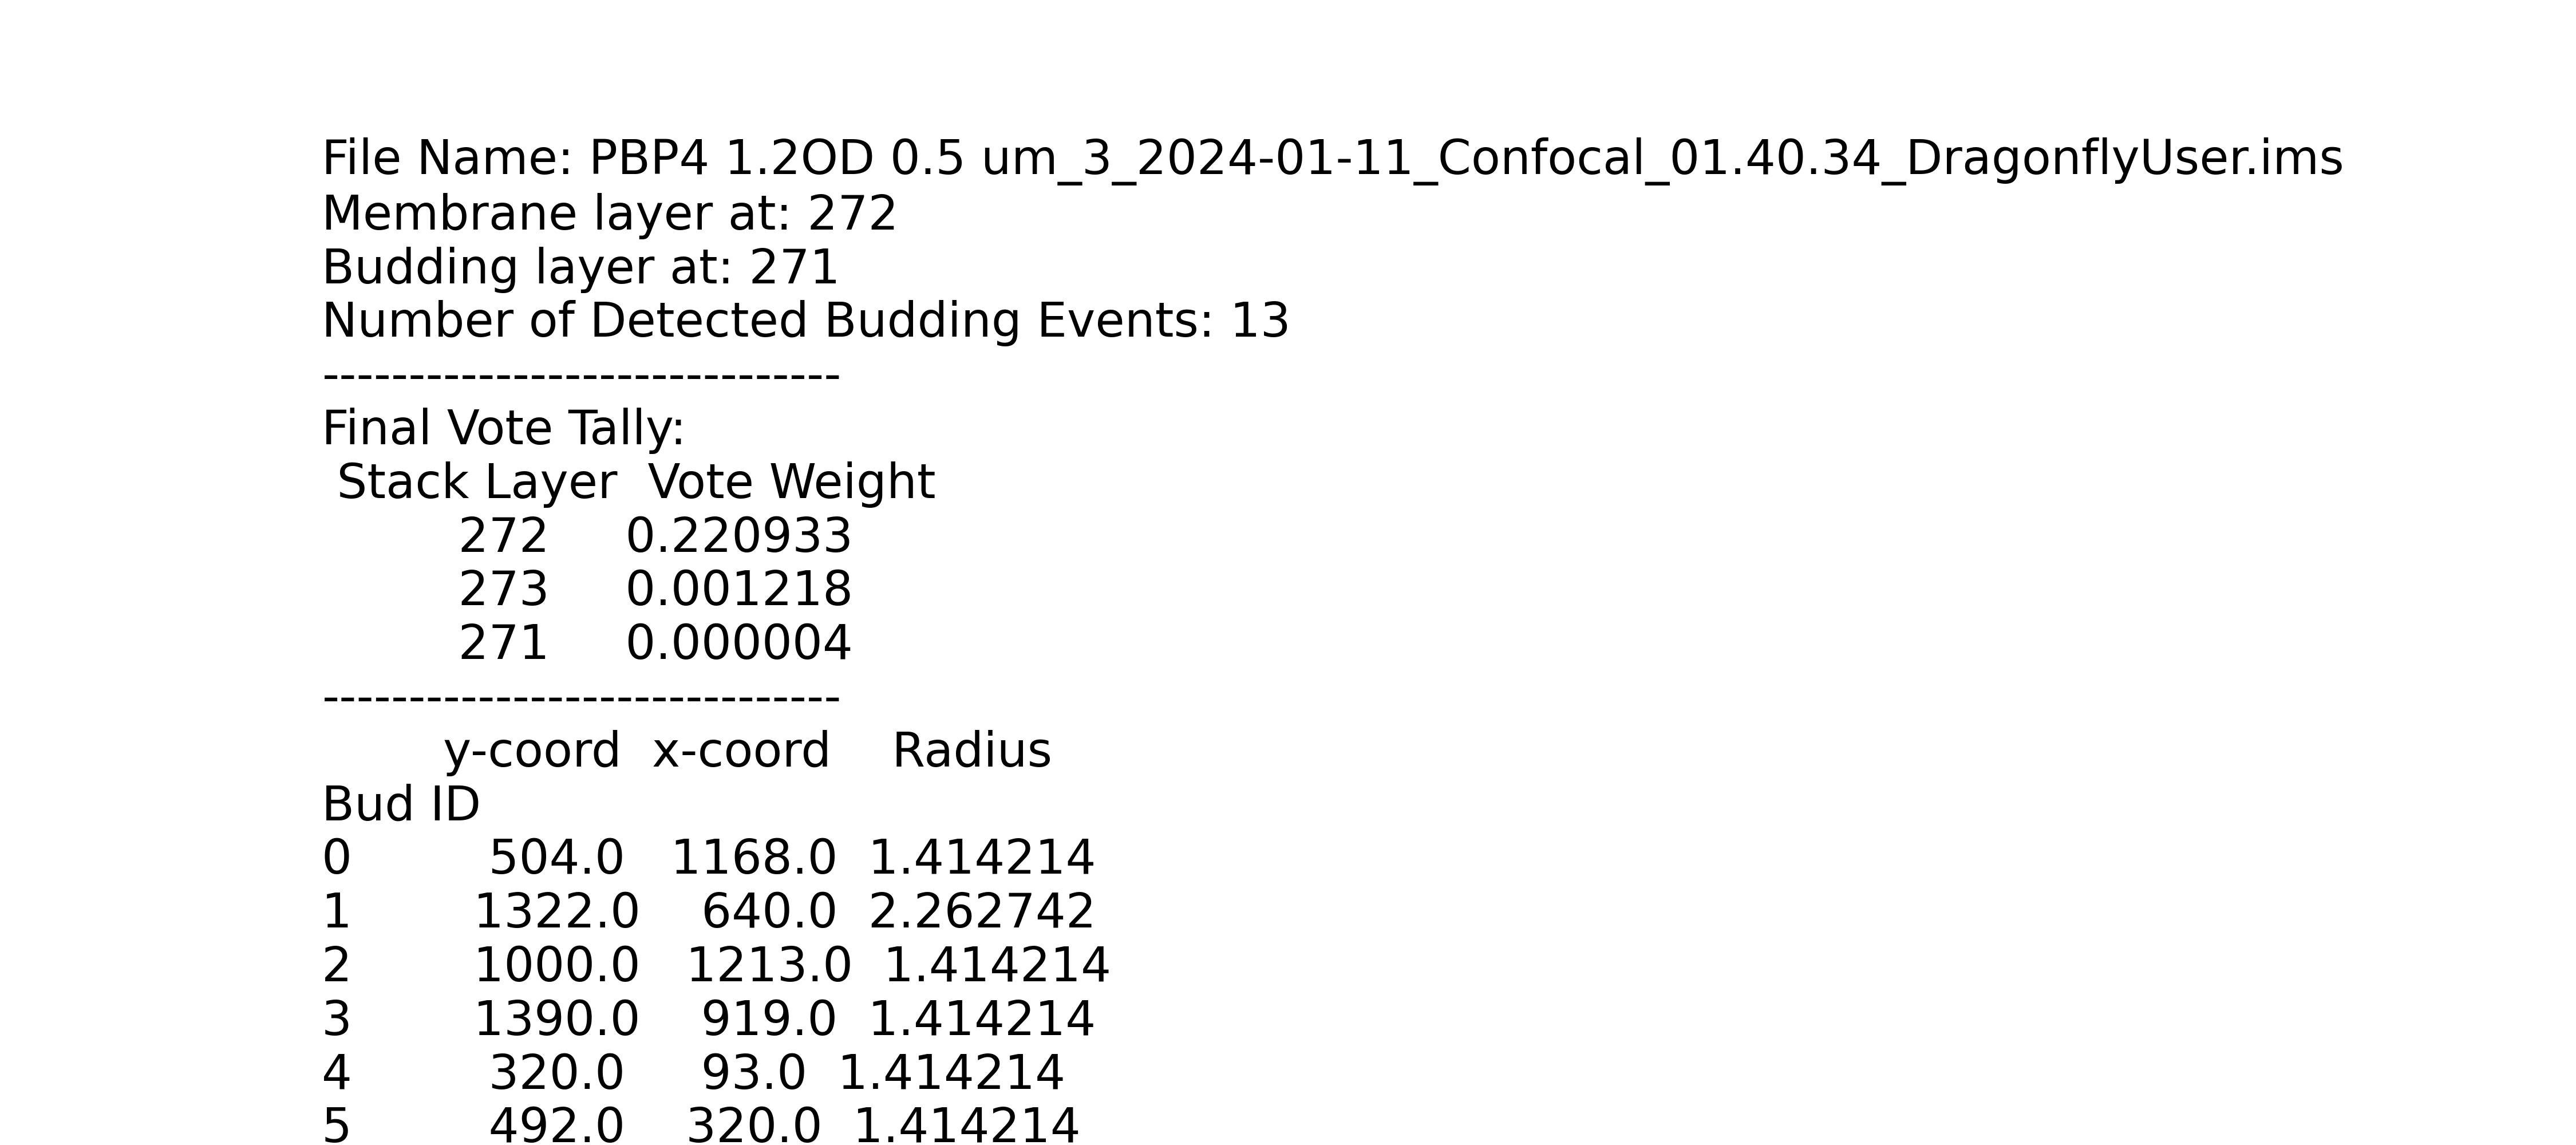 File Name: PBP4 1.2OD 0.5 um_3_2024-01-11_Confocal_01.40.34_DragonflyUser.ims
Membrane layer at: 272
Budding layer at: 271
Number of Detected Budding Events: 13
------------------------------
Final Vote Tally:
Stack Layer  Vote Weight
272     0.220933
273     0.001218
271     0.000004
------------------------------
y-coord  x-coord    Radius
Bud ID
0         504.0   1168.0  1.414214
1        1322.0    640.0  2.262742
2        1000.0   1213.0  1.414214
3        1390.0    919.0  1.414214
4         320.0     93.0  1.414214
5         492.0    320.0  1.414214